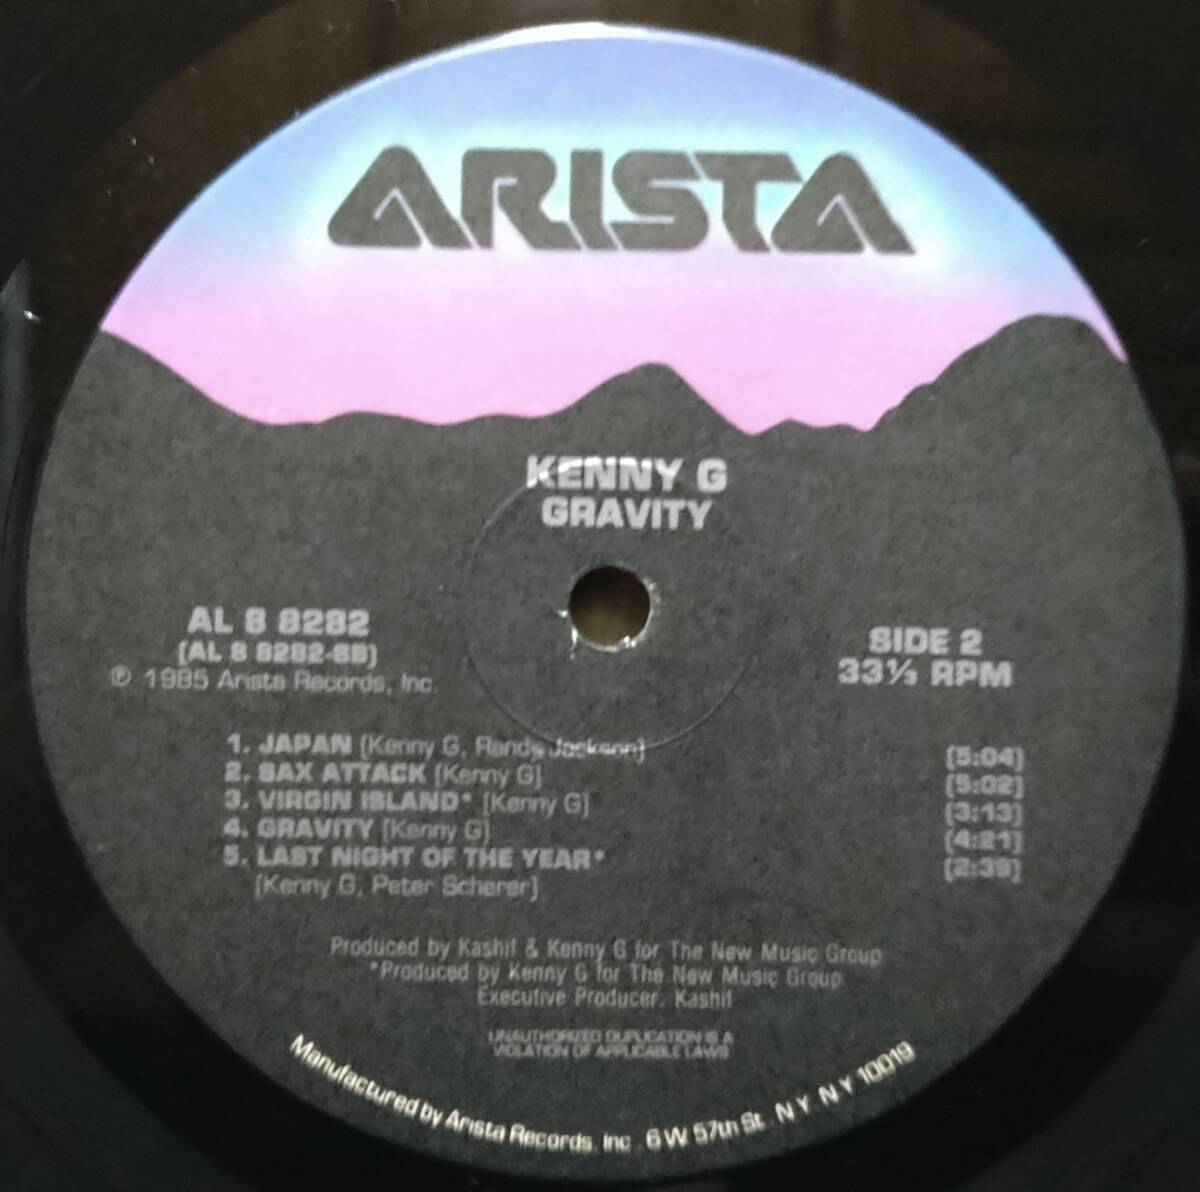 ARISTA
KENNY G
GRAVITY
AL 8 8282
(AL 8 8282-SB)
℗ 1985 Arista Records, Inc.
SIDE 2
33⅓ RPM
1. JAPAN (Kenny G, Randy Jackson) (5:04)
2. SAX ATTACK (Kenny G) (5:02)
3. VIRGIN ISLAND* (Kenny G) (3:13)
4. GRAVITY (Kenny G) (4:21)
5. LAST NIGHT OF THE YEAR* (2:39)
(Kenny G, Peter Scherer)
Produced by Kashif & Kenny G for The New Music Group
*Produced by Kenny G for The New Music Group
Executive Producer, Kashif
UNAUTHORIZED DUPLICATION IS A
VIOLATION OF APPLICABLE LAWS
Manufactured by Arista Records, Inc 6 W 57th St N Y N Y 10019